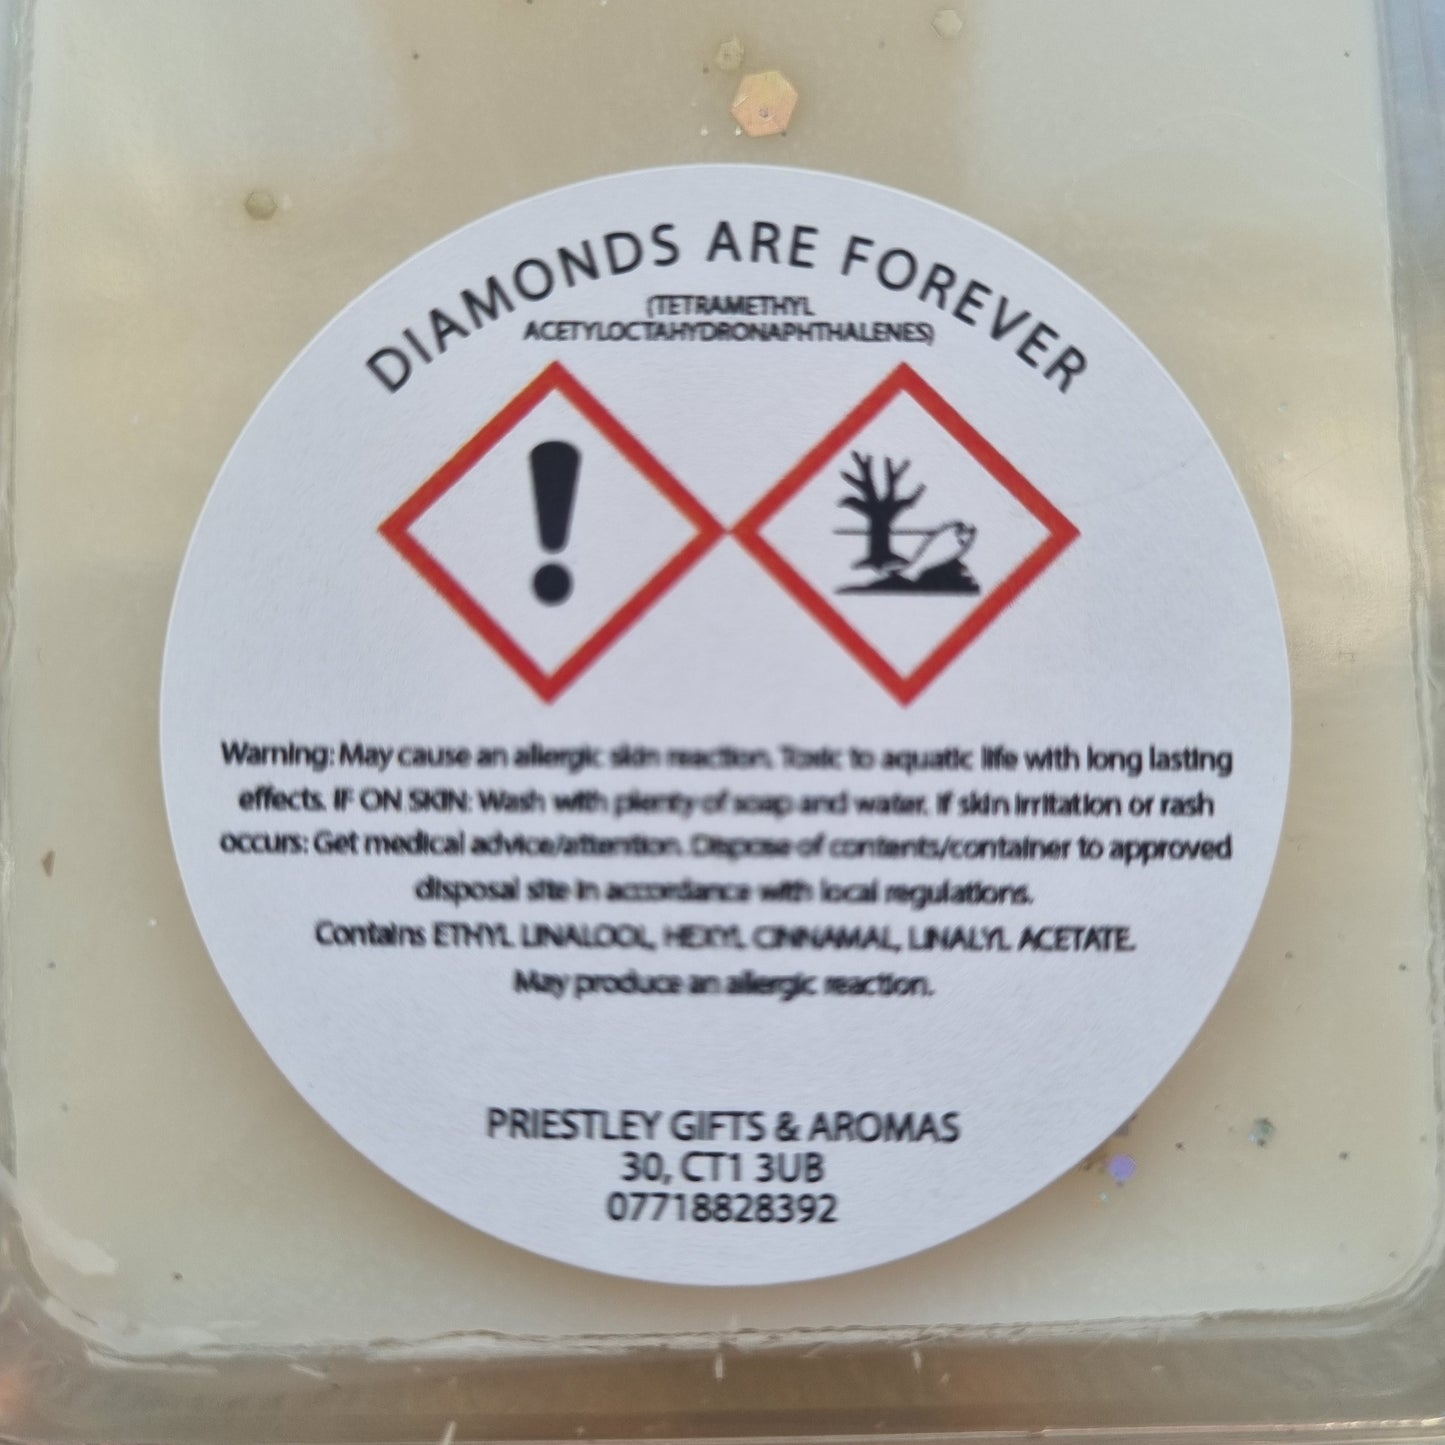 DIAMONDS ARE FOREVER
(TETRAMETHYL
ACETYLOCTAHYDRONAPHTHALENES)
Warning: May cause an allergic skin reaction. Toxic to aquatic life with long lasting
effects. IF ON SKIN: Wash with plenty of soap and water. If skin irritation or rash
occurs: Get medical advice/attention. Dispose of contents/container to approved
disposal site in accordance with local regulations.
Contains ETHYL LINALOOL, HEXYL CINNAMAL, LINALYL ACETATE.
May produce an allergic reaction.
PRIESTLEY GIFTS & AROMAS
30, CT1 3UB
07718828392